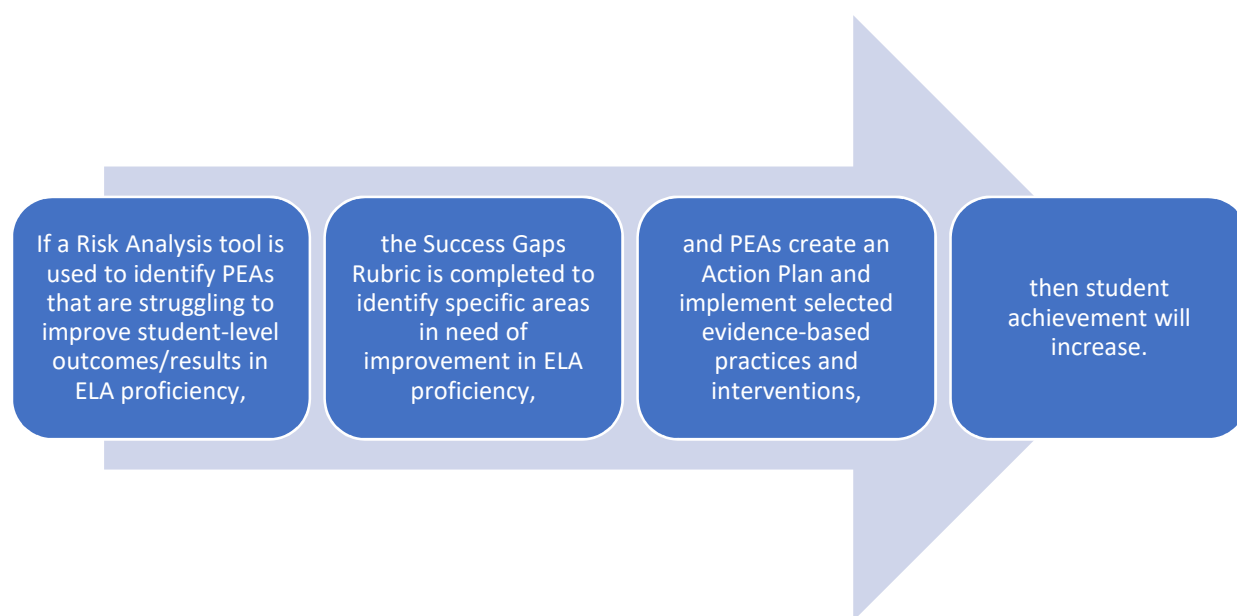 If a Risk Analysis tool is
used to identify PEAs
that are struggling to
improve student-level
outcomes/results in
ELA proficiency,
the Success Gaps
Rubric is completed to
identify specific areas
in need of
improvement in ELA
proficiency,
and PEAs create an
Action Plan and
implement selected
evidence-based
practices and
interventions,
then student
achievement will
increase.